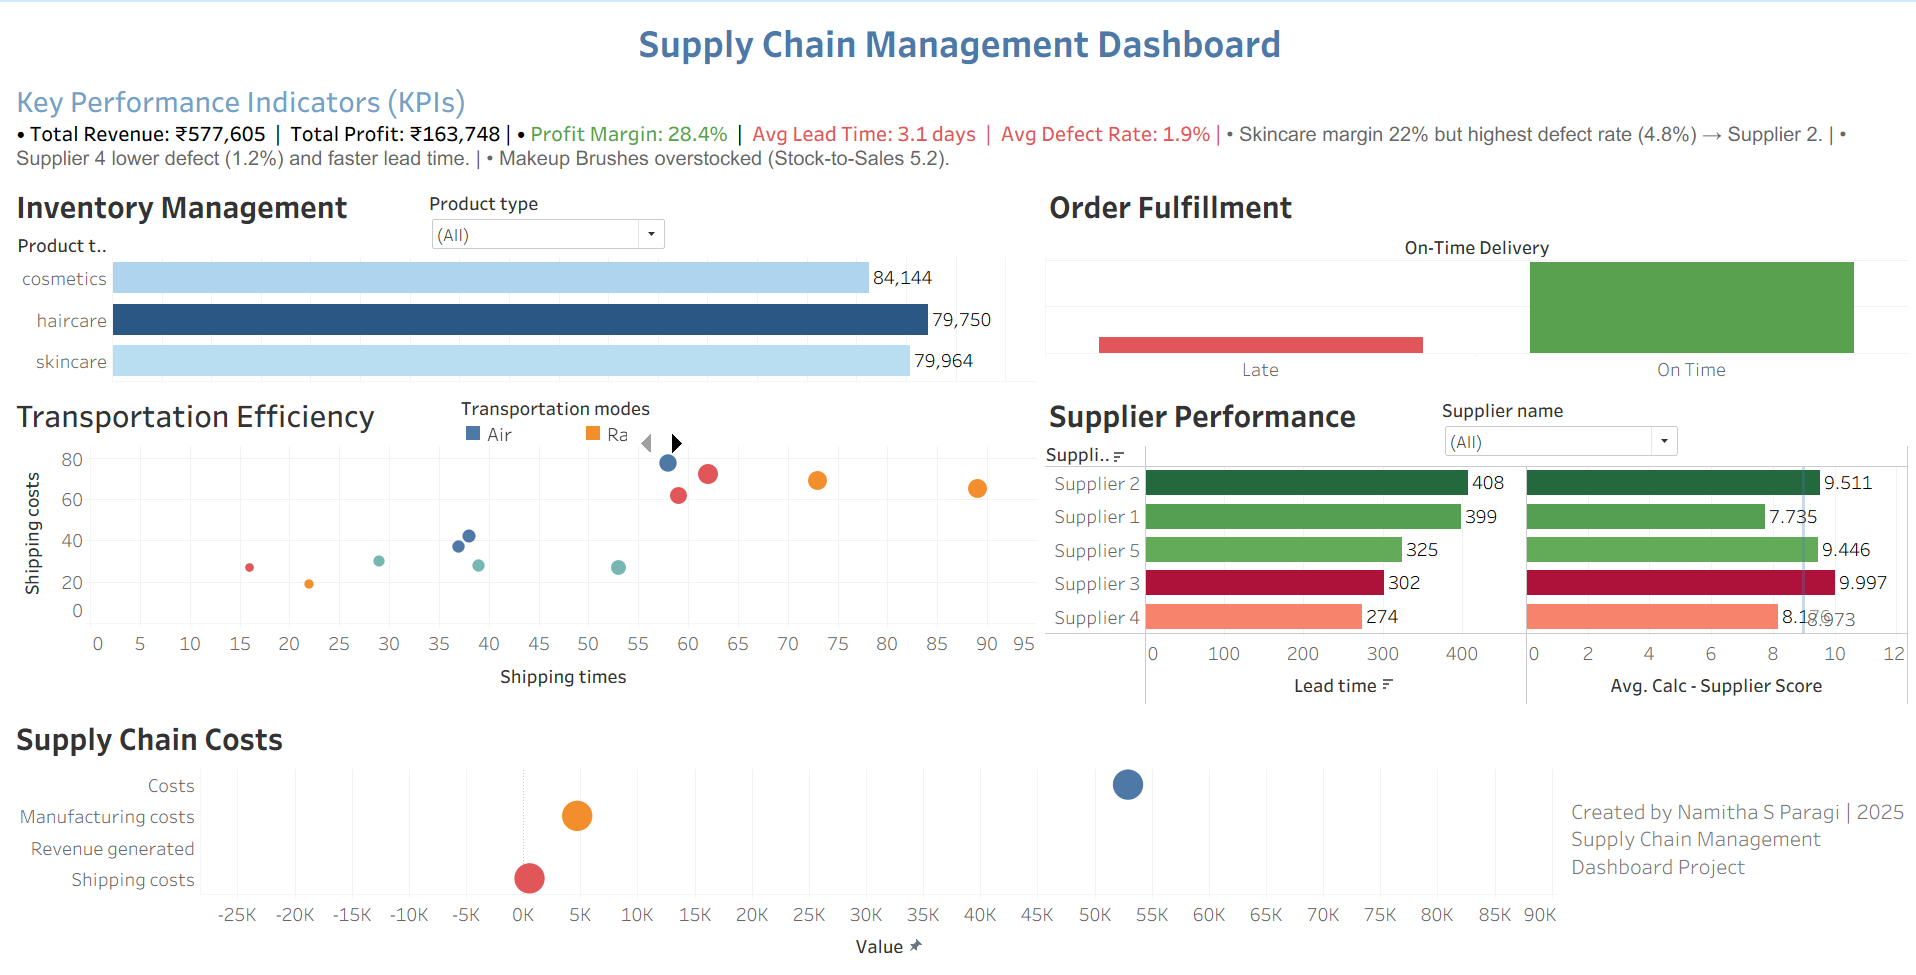 Supply Chain Management Dashboard
Key Performance Indicators (KPIs)
• Total Revenue: ₹577,605 | Total Profit: ₹163,748 | • Profit Margin: 28.4% | Avg Lead Time: 3.1 days | Avg Defect Rate: 1.9% | • Skincare margin 22% but highest defect rate (4.8%) → Supplier 2. | •
Supplier 4 lower defect (1.2%) and faster lead time. | • Makeup Brushes overstocked (Stock-to-Sales 5.2).
Inventory Management
Product type
(All)
Product t..
cosmetics 84,144
haircare 79,750
skincare 79,964
Order Fulfillment
On-Time Delivery
Late On Time
Transportation Efficiency
Transportation modes
Air Ra
Shipping costs
80
60
40
20
0
0 5 10 15 20 25 30 35 40 45 50 55 60 65 70 75 80 85 90 95
Shipping times
Supplier Performance
Supplier name
(All)
Suppli..
Supplier 2 408 9.511
Supplier 1 399 7.735
Supplier 5 325 9.446
Supplier 3 302 9.997
Supplier 4 274
0 100 200 300 400 0 2 4 6 8 10 12
Lead time Avg. Calc - Supplier Score
Supply Chain Costs
Costs
Manufacturing costs
Revenue generated
Shipping costs
-25K -20K -15K -10K -5K 0K 5K 10K 15K 20K 25K 30K 35K 40K 45K 50K 55K 60K 65K 70K 75K 80K 85K 90K
Value
Created by Namitha S Paragi | 2025
Supply Chain Management
Dashboard Project